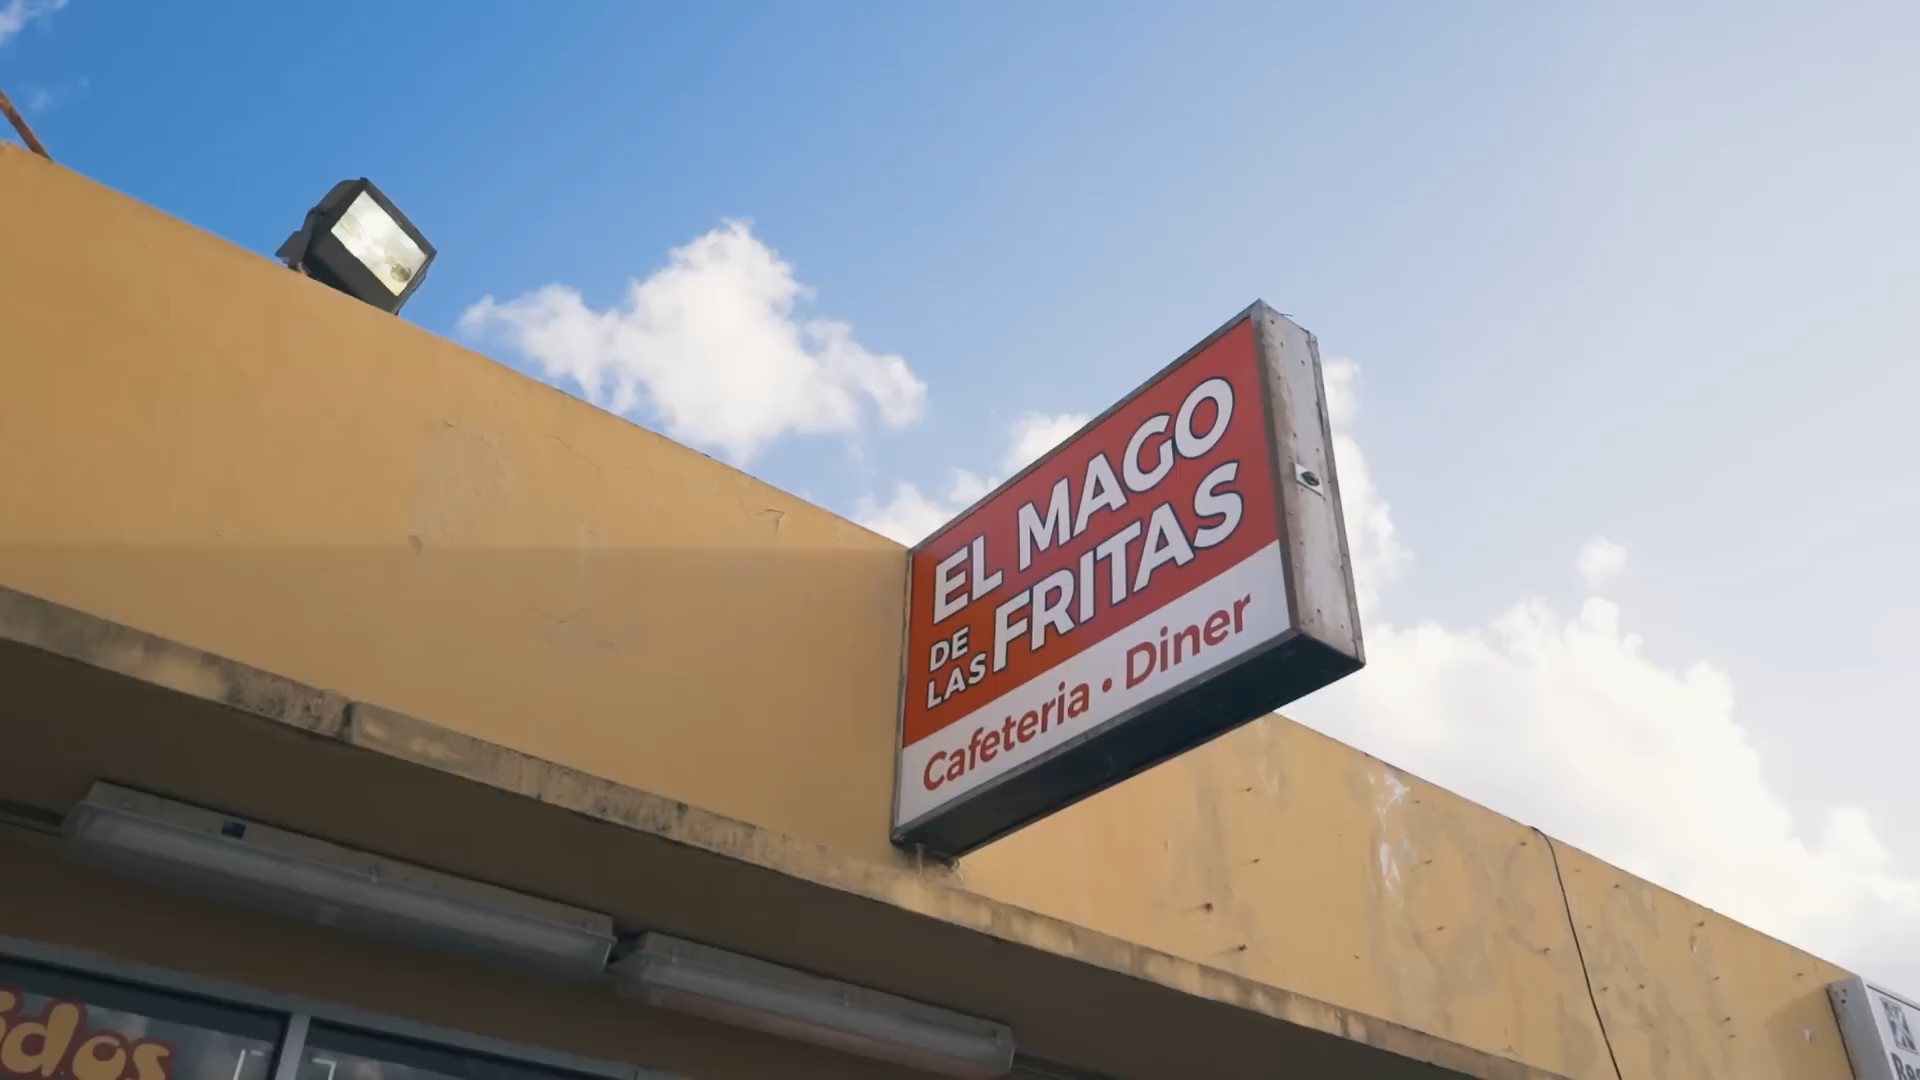 EL MAGO
DE LAS FRITAS
Cafeteria • Diner